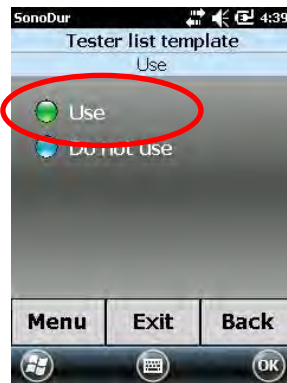 SonoDur 4:39
Tester list template
Use
Use
Do not use
Menu Exit Back
OK